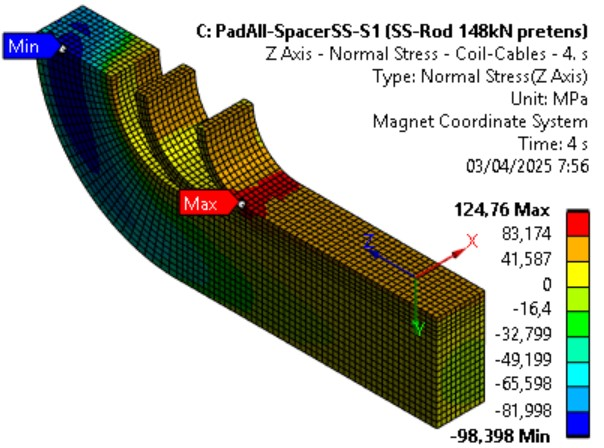 C: PadAll-SpacerSS-S1 (SS-Rod 148kN pretens)
Z Axis - Normal Stress - Coil-Cables - 4. s
Type: Normal Stress(Z Axis)
Unit: MPa
Magnet Coordinate System
Time: 4 s
03/04/2025 7:56
Min
Max
Z
X
Y
124,76 Max
83,174
41,587
0
-16,4
-32,799
-49,199
-65,598
-81,998
-98,398 Min